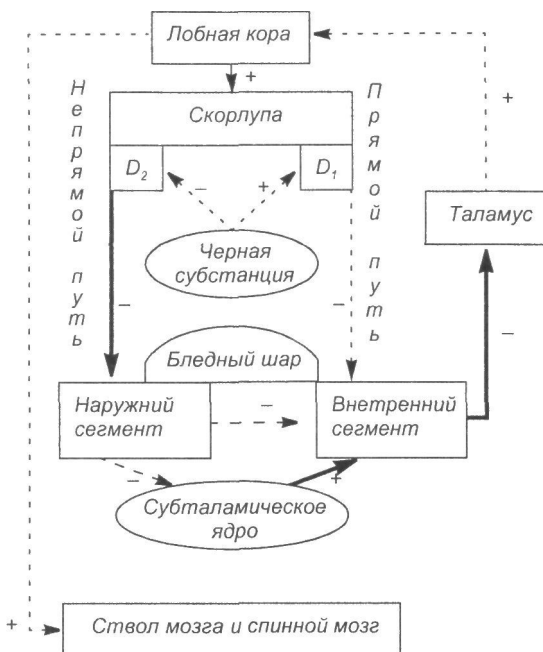 Лобная кора
+
Непрямой путь
Прямой путь
+
Скорлупа
D₂
D₁
–
+
Таламус
Черная
субстанция
–
–
–
Бледный шар
Наружний
сегмент
–
Внетренний
сегмент
–
+
Субталамическое
ядро
+
Ствол мозга и спинной мозг